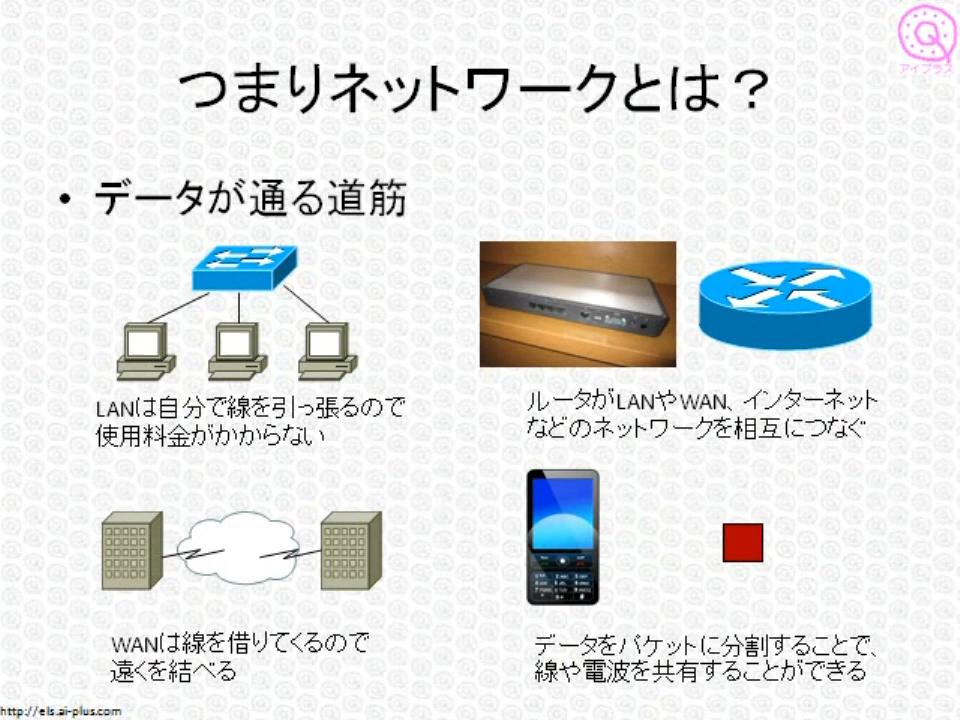 アイプラス
つまりネットワークとは？
• データが通る道筋
LANは自分で線を引っ張るので
使用料金がかからない
ルータがLANやWAN、インターネット
などのネットワークを相互につなぐ
WANは線を借りてくるので
遠くを結べる
データをパケットに分割することで、
線や電波を共有することができる
http://els.ai-plus.com